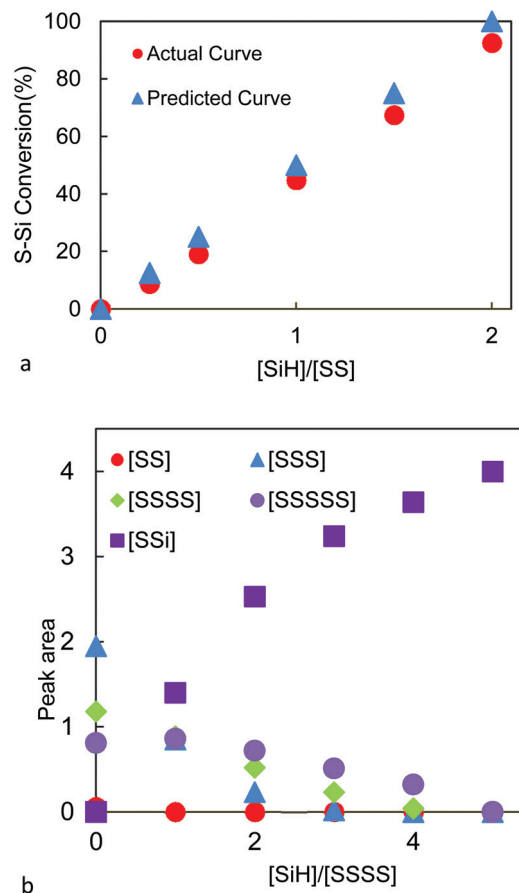 100
80
60
40
20
0
S-Si Conversion(%)
Actual Curve
Predicted Curve
0 1 2
[SiH]/[SS]
a
4
3
2
1
0
Peak area
[SS] [SSS]
[SSSS] [SSSSS]
[SSi]
0 2 4
[SiH]/[SSSS]
b